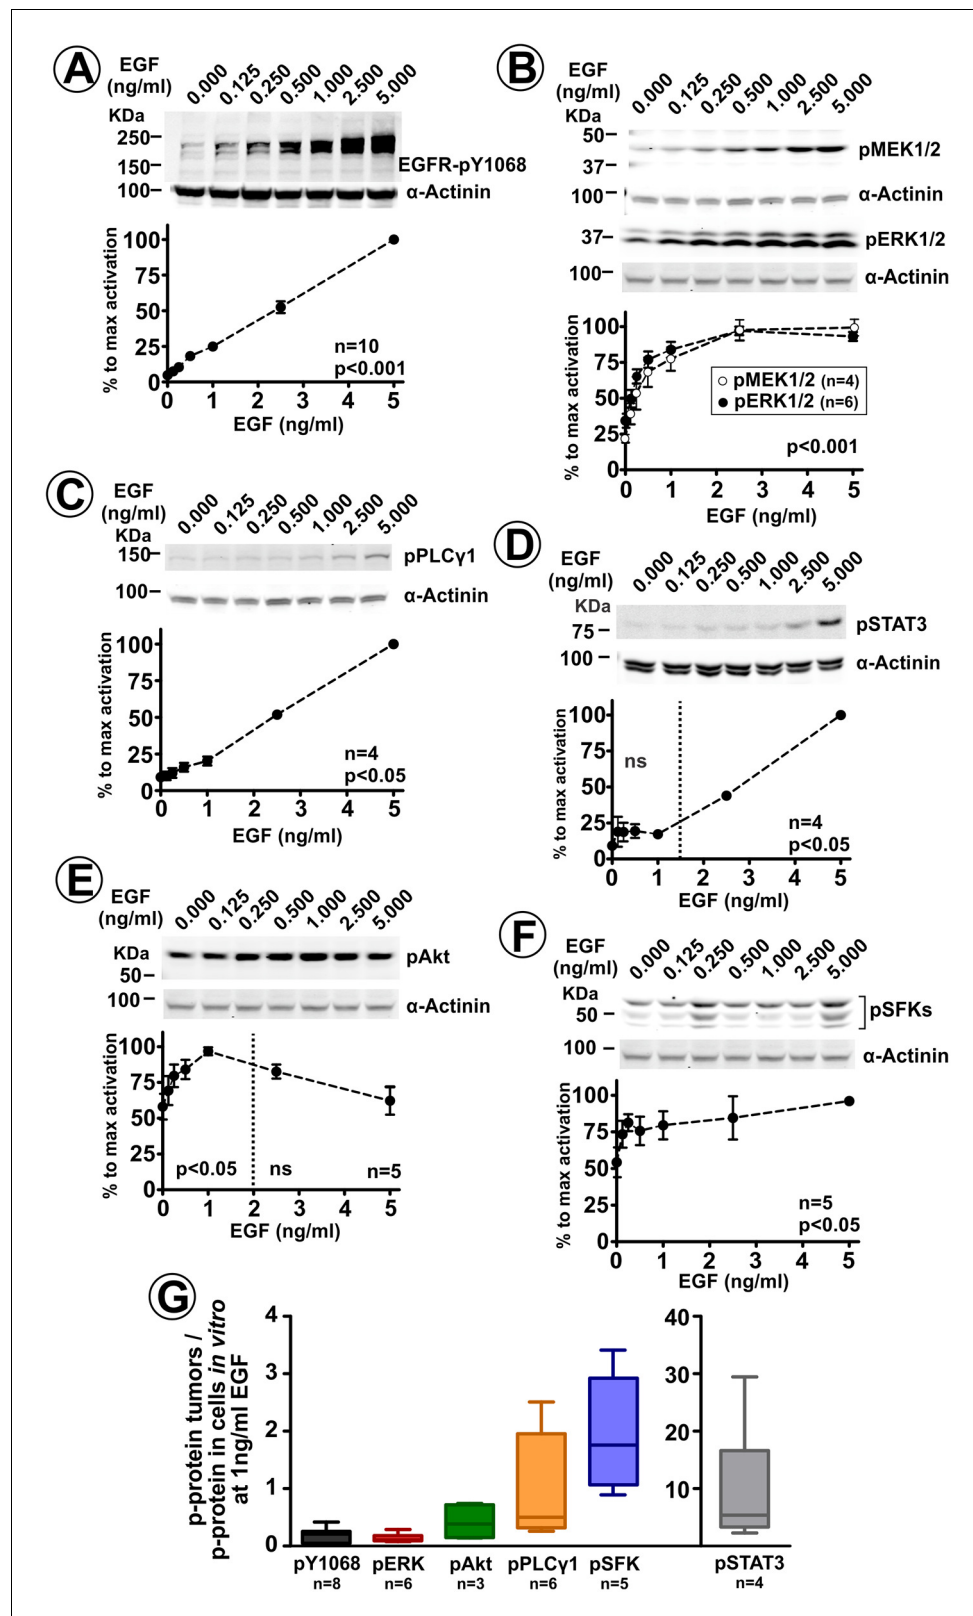 A
EGF
(ng/ml)
0.000 0.125 0.250 0.500 1.000 2.500 5.000
KDa
250
150
EGFR-pY1068
100
α-Actinin
% to max activation
100
75
50
25
0
n=10
p<0.001
0 1 2 3 4 5
EGF (ng/ml)
B
EGF
(ng/ml)
0.000 0.125 0.250 0.500 1.000 2.500 5.000
KDa
50
pMEK1/2
37
100
α-Actinin
37
pERK1/2
100
α-Actinin
% to max activation
100
75
50
25
0
pMEK1/2 (n=4)
pERK1/2 (n=6)
p<0.001
0 1 2 3 4 5
EGF (ng/ml)
C
EGF
(ng/ml)
0.000 0.125 0.250 0.500 1.000 2.500 5.000
KDa
150
pPLCγ1
100
α-Actinin
% to max activation
100
75
50
25
0
n=4
p<0.05
0 1 2 3 4 5
EGF (ng/ml)
D
EGF
(ng/ml)
0.000 0.125 0.250 0.500 1.000 2.500 5.000
KDa
75
pSTAT3
100
α-Actinin
% to max activation
100
75
50
25
0
ns
n=4
p<0.05
0 1 2 3 4 5
EGF (ng/ml)
E
EGF
(ng/ml)
0.000 0.125 0.250 0.500 1.000 2.500 5.000
KDa
pAkt
50
100
α-Actinin
% to max activation
100
75
50
25
0
p<0.05 ns n=5
0 1 2 3 4 5
EGF (ng/ml)
F
EGF
(ng/ml)
0.000 0.125 0.250 0.500 1.000 2.500 5.000
KDa
50
pSFKs
100
α-Actinin
% to max activation
100
75
50
25
0
n=5
p<0.05
0 1 2 3 4 5
EGF (ng/ml)
G
p-protein tumors /
p-protein in cells in vitro
at 1ng/ml EGF
4
3
2
1
0
40
30
20
10
pY1068 pERK pAkt pPLCγ1 pSFK pSTAT3
n=8 n=6 n=3 n=6 n=5 n=4